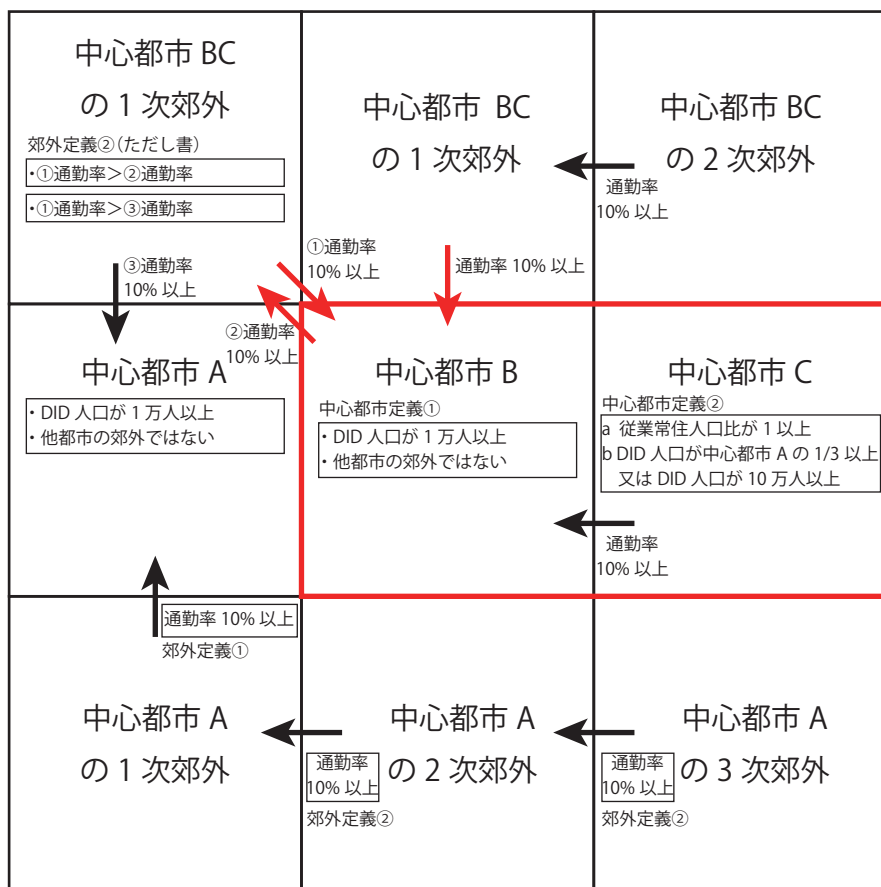 中心都市 BC
の 1 次郊外
郊外定義②(ただし書)
・①通勤率＞②通勤率
・①通勤率＞③通勤率
③通勤率
10% 以上
中心都市 BC
の 1 次郊外
①通勤率
10% 以上
通勤率 10% 以上
中心都市 BC
の 2 次郊外
通勤率
10% 以上
②通勤率
10% 以上
中心都市 A
・ DID 人口が 1 万人以上
・ 他都市の郊外ではない
中心都市 B
中心都市定義①
・ DID 人口が 1 万人以上
・ 他都市の郊外ではない
中心都市 C
中心都市定義②
a 従業常住人口比が 1 以上
b DID 人口が中心都市 A の 1/3 以上
又は DID 人口が 10 万人以上
通勤率
10% 以上
通勤率 10% 以上
郊外定義①
中心都市 A
の 1 次郊外
中心都市 A
の 2 次郊外
通勤率
10% 以上
郊外定義②
中心都市 A
の 3 次郊外
通勤率
10% 以上
郊外定義②